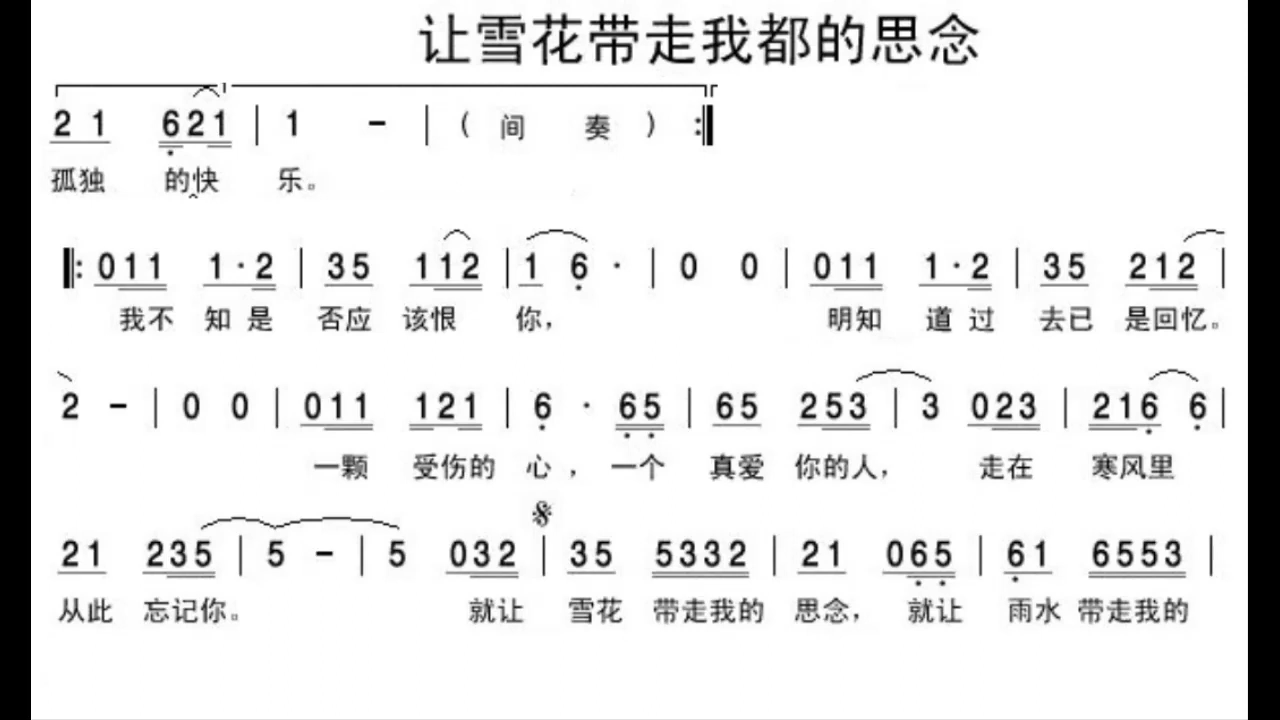 让雪花带走我都的思念
1
2 1 6 2 1 | 1 - | ( 间 奏 ) :|
孤独 的快 乐。
|: 0 1 1 1 · 2 | 3 5 1 1 2 | 1 6 · | 0 0 | 0 1 1 1 · 2 | 3 5 2 1 2 |
我不 知 是 否应 该恨 你， 明知 道 过 去已 是回忆。
2 - | 0 0 | 0 1 1 1 2 1 | 6 · 6 5 | 6 5 2 5 3 | 3 0 2 3 | 2 1 6 6 |
一颗 受伤的 心 ， 一个 真爱 你的人， 走在 寒风里
2 1 2 3 5 | 5 - | 5 0 3 2 | 3 5 5 3 3 2 | 2 1 0 6 5 | 6 1 6 5 5 3 |
从此 忘记你。 就让 雪花 带走我的 思念， 就让 雨水 带走我的